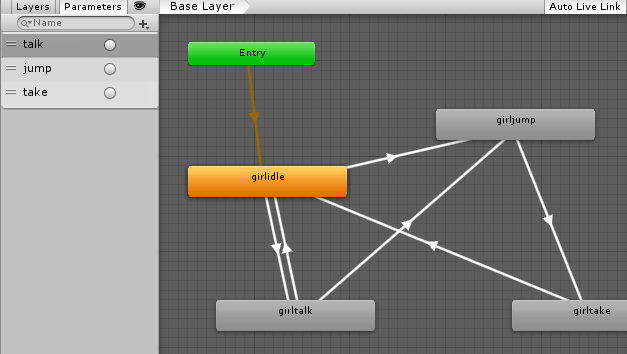 Layers Parameters Base Layer Auto Live Link
Name
talk
jump
take
Entry
girljump
girlidle
girltalk
girltake